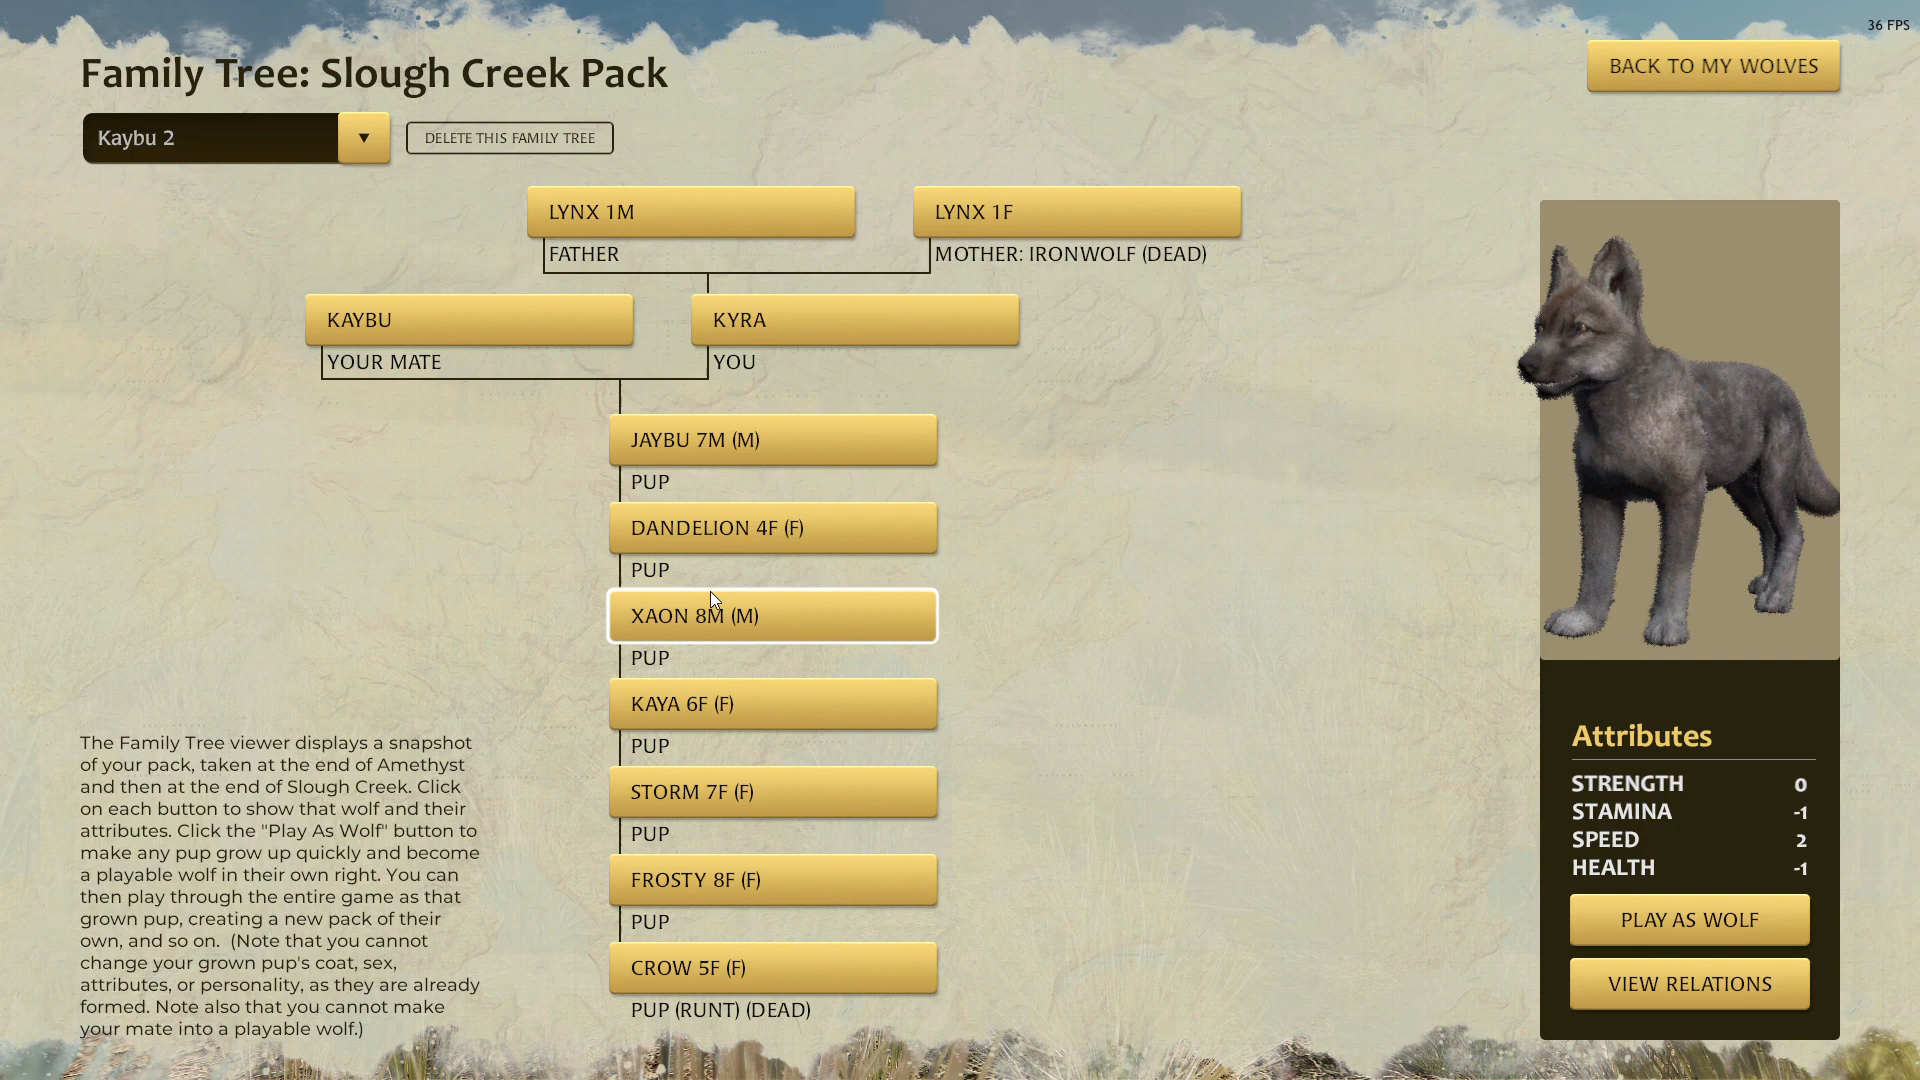 36 FPS
Family Tree: Slough Creek Pack
BACK TO MY WOLVES
Kaybu 2
DELETE THIS FAMILY TREE
LYNX 1M
LYNX 1F
FATHER
MOTHER: IRONWOLF (DEAD)
KAYBU
KYRA
YOUR MATE
YOU
JAYBU 7M (M)
PUP
DANDELION 4F (F)
PUP
XAON 8M (M)
PUP
KAYA 6F (F)
PUP
STORM 7F (F)
PUP
FROSTY 8F (F)
PUP
CROW 5F (F)
PUP (RUNT) (DEAD)
The Family Tree viewer displays a snapshot
of your pack, taken at the end of Amethyst
and then at the end of Slough Creek. Click
on each button to show that wolf and their
attributes. Click the "Play As Wolf" button to
make any pup grow up quickly and become
a playable wolf in their own right. You can
then play through the entire game as that
grown pup, creating a new pack of their
own, and so on.  (Note that you cannot
change your grown pup's coat, sex,
attributes, or personality, as they are already
formed. Note also that you cannot make
your mate into a playable wolf.)
Attributes
STRENGTH 0
STAMINA -1
SPEED 2
HEALTH -1
PLAY AS WOLF
VIEW RELATIONS